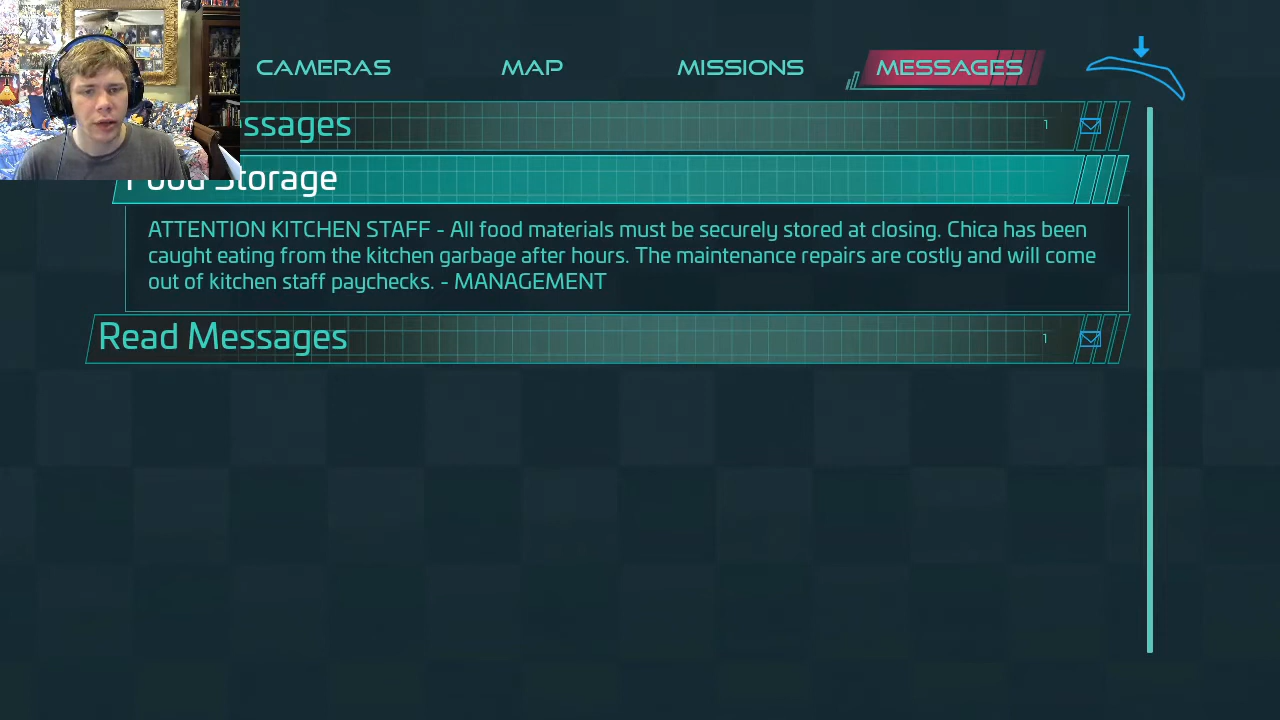 CAMERAS MAP MISSIONS MESSAGES
ssages 1
Food Storage
ATTENTION KITCHEN STAFF - All food materials must be securely stored at closing. Chica has been
caught eating from the kitchen garbage after hours. The maintenance repairs are costly and will come
out of kitchen staff paychecks. - MANAGEMENT
Read Messages 1